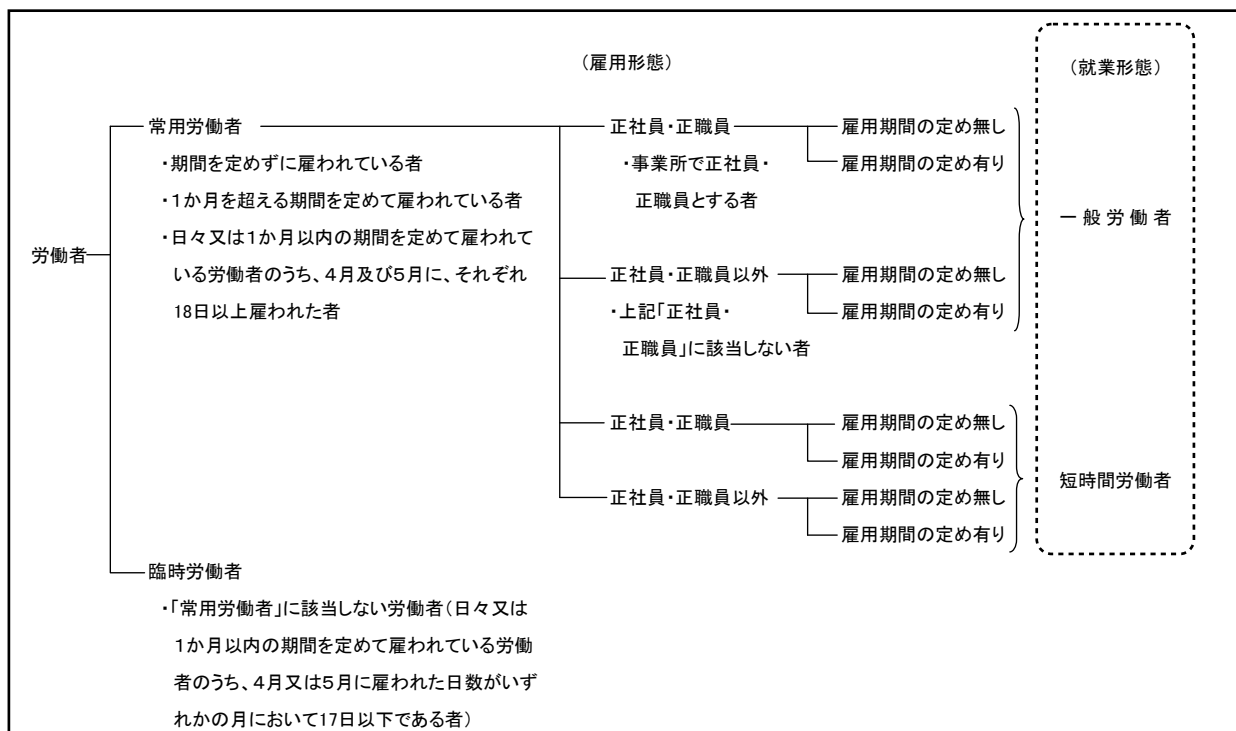 (雇用形態)
(就業形態)
常用労働者
正社員・正職員
雇用期間の定め無し
・期間を定めずに雇われている者
・事業所で正社員・
雇用期間の定め有り
・1か月を超える期間を定めて雇われている者
正職員とする者
一般労働者
・日々又は1か月以内の期間を定めて雇われて
労働者
いる労働者のうち、4月及び5月に、それぞれ
正社員・正職員以外
雇用期間の定め無し
18日以上雇われた者
・上記「正社員・
雇用期間の定め有り
正職員」に該当しない者
正社員・正職員
雇用期間の定め無し
雇用期間の定め有り
短時間労働者
正社員・正職員以外
雇用期間の定め無し
雇用期間の定め有り
臨時労働者
・「常用労働者」に該当しない労働者(日々又は
1か月以内の期間を定めて雇われている労働
者のうち、4月又は5月に雇われた日数がいず
れかの月において17日以下である者)